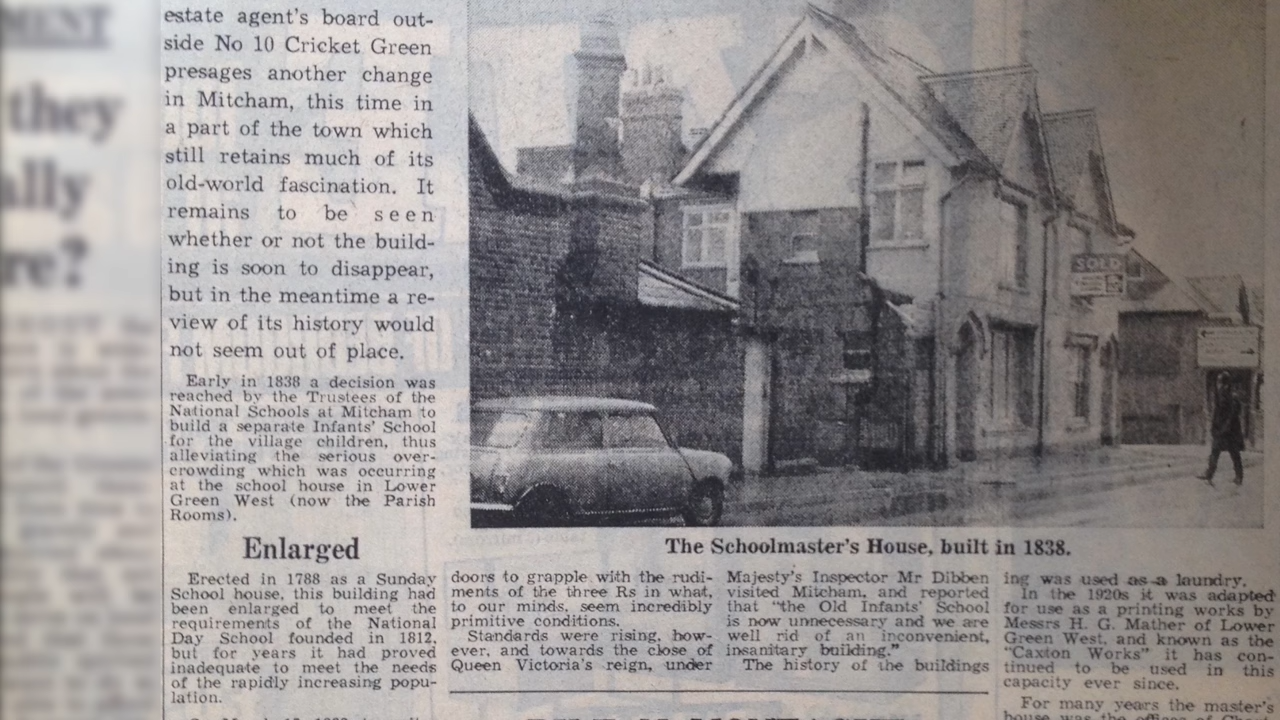 MENT
they
ally
re?
estate agent's board out-
side No 10 Cricket Green
presages another change
in Mitcham, this time in
a part of the town which
still retains much of its
old-world fascination. It
remains to be seen
whether or not the build-
ing is soon to disappear,
but in the meantime a re-
view of its history would
not seem out of place.
Early in 1838 a decision was
reached by the Trustees of the
National Schools at Mitcham to
build a separate Infants' School
for the village children, thus
alleviating the serious over-
crowding which was occurring
at the school house in Lower
Green West (now the Parish
Rooms).
Enlarged
Erected in 1788 as a Sunday
School house, this building had
been enlarged to meet the
requirements of the National
Day School founded in 1812,
but for years it had proved
inadequate to meet the needs
of the rapidly increasing popu-
lation.
SOLD
The Schoolmaster's House, built in 1838.
doors to grapple with the rudi-
ments of the three Rs in what,
to our minds, seem incredibly
primitive conditions.
Standards were rising, how-
ever, and towards the close of
Queen Victoria's reign, under
Majesty's Inspector Mr Dibben
visited Mitcham, and reported
that "the Old Infants' School
is now unnecessary and we are
well rid of an inconvenient,
insanitary building."
The history of the buildings
ing was used as a laundry.
In the 1920s it was adapted
for use as a printing works by
Messrs H. G. Mather of Lower
Green West, and known as the
"Caxton Works" it has con-
tinued to be used in this
capacity ever since.
For many years the master's
house was the